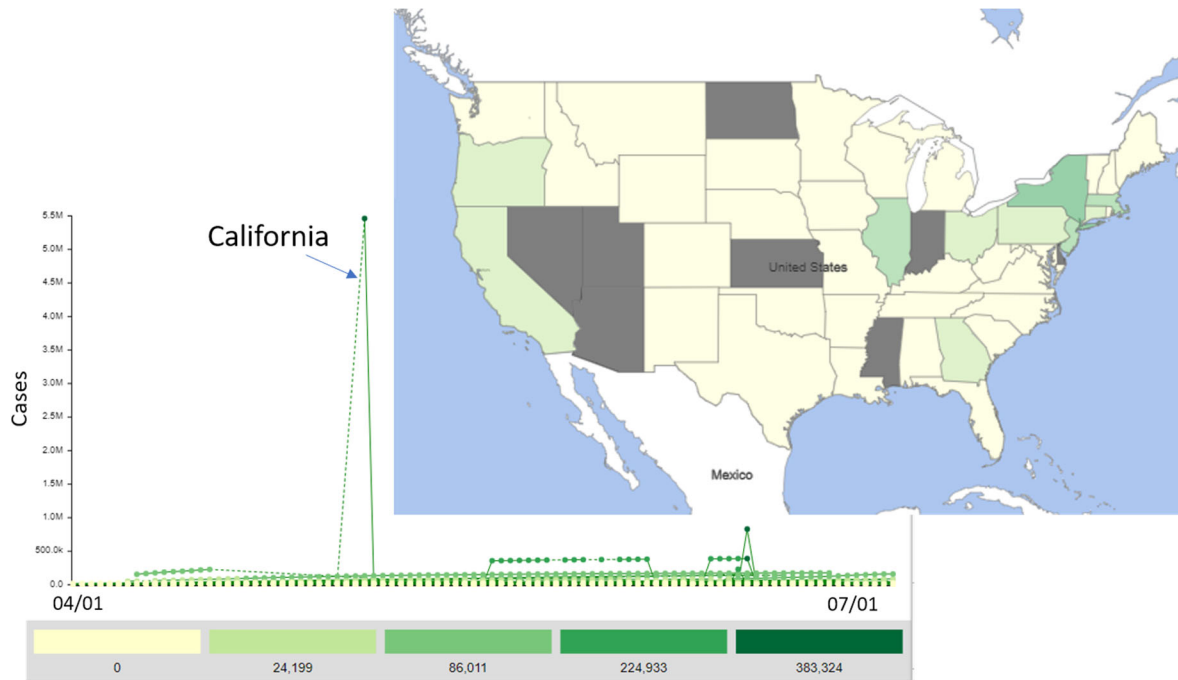 United States
Mexico
California
Cases
5.5M
5.0M
4.5M
4.0M
3.5M
3.0M
2.5M
2.0M
1.5M
1.0M
500.0k
0.0
04/01
07/01
0
24,199
86,011
224,933
383,324